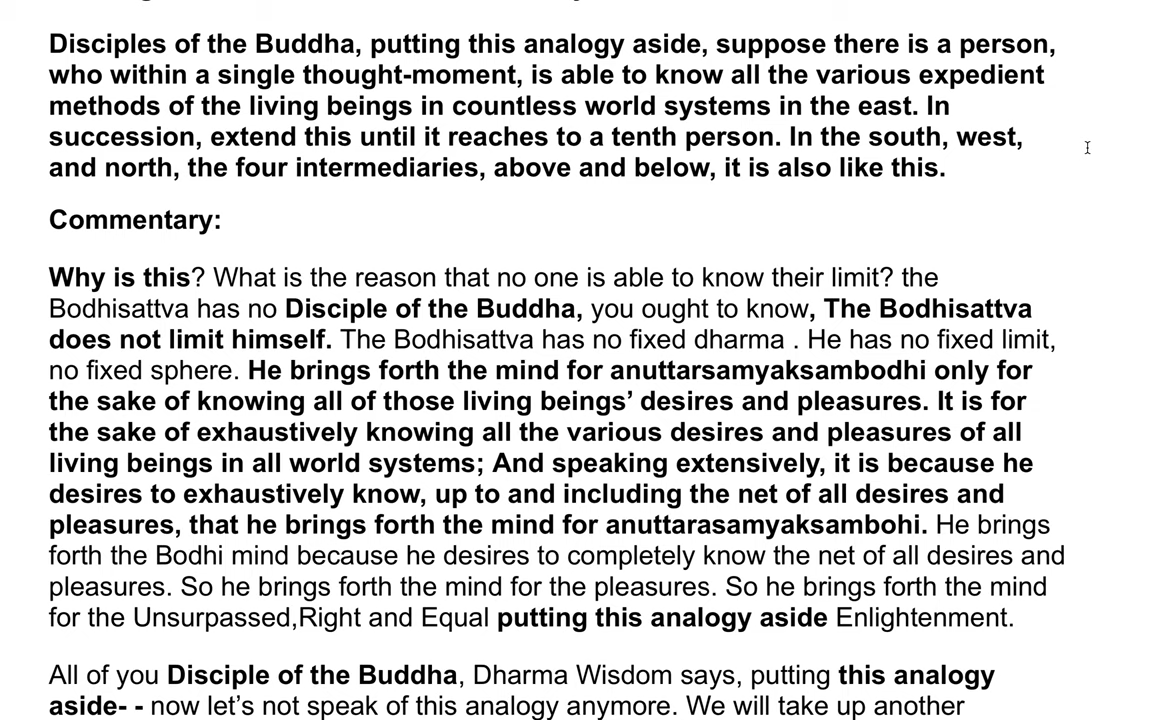 Disciples of the Buddha, putting this analogy aside, suppose there is a person,
who within a single thought-moment, is able to know all the various expedient
methods of the living beings in countless world systems in the east. In
succession, extend this until it reaches to a tenth person. In the south, west,
and north, the four intermediaries, above and below, it is also like this.
Commentary:
Why is this? What is the reason that no one is able to know their limit? the
Bodhisattva has no Disciple of the Buddha, you ought to know, The Bodhisattva
does not limit himself. The Bodhisattva has no fixed dharma . He has no fixed limit,
no fixed sphere. He brings forth the mind for anuttarsamyaksambodhi only for
the sake of knowing all of those living beings’ desires and pleasures. It is for
the sake of exhaustively knowing all the various desires and pleasures of all
living beings in all world systems; And speaking extensively, it is because he
desires to exhaustively know, up to and including the net of all desires and
pleasures, that he brings forth the mind for anuttarasamyaksambohi. He brings
forth the Bodhi mind because he desires to completely know the net of all desires and
pleasures. So he brings forth the mind for the pleasures. So he brings forth the mind
for the Unsurpassed,Right and Equal putting this analogy aside Enlightenment.
All of you Disciple of the Buddha, Dharma Wisdom says, putting this analogy
aside- - now let’s not speak of this analogy anymore. We will take up another